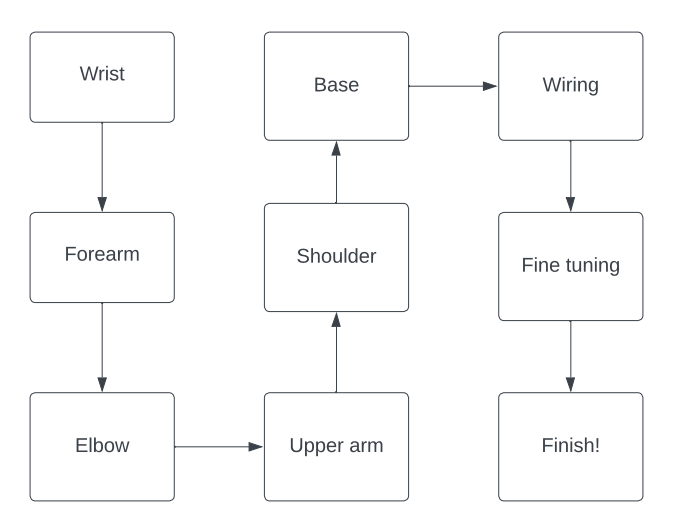 Wrist
Forearm
Elbow
Upper arm
Shoulder
Base
Wiring
Fine tuning
Finish!